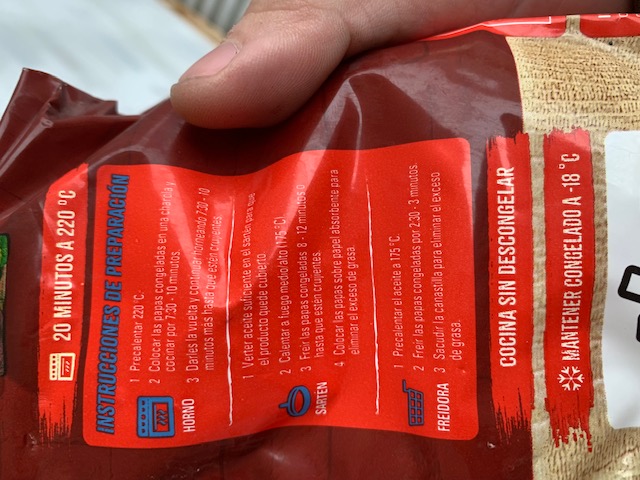 20 MINUTOS A 220 ºC
INSTRUCCIONES DE PREPARACIÓN
HORNO
1 Precalentar 220 °C.
2 Colocar las papas congeladas en una charola y
cocinar por 7:30 - 10 minutos.
3 Darles la vuelta y continuar horneando 7:30 - 10
minutos más hasta que estén crujientes.
SARTÉN
1 Verter aceite suficiente en el sartén para que
el producto quede cubierto.
2 Calentar a fuego medio/alto (175 °C).
3 Freír las papas congeladas 8 - 12 minutos o
hasta que estén crujientes.
4 Colocar las papas sobre papel absorbente para
eliminar el exceso de grasa.
FREIDORA
1 Precalentar el aceite a 175 °C.
2 Freír las papas congeladas por 2:30 - 3 minutos.
3 Sacudir la canastilla para eliminar el exceso
de grasa.
COCINA SIN DESCONGELAR
MANTENER CONGELADO A -18 °C